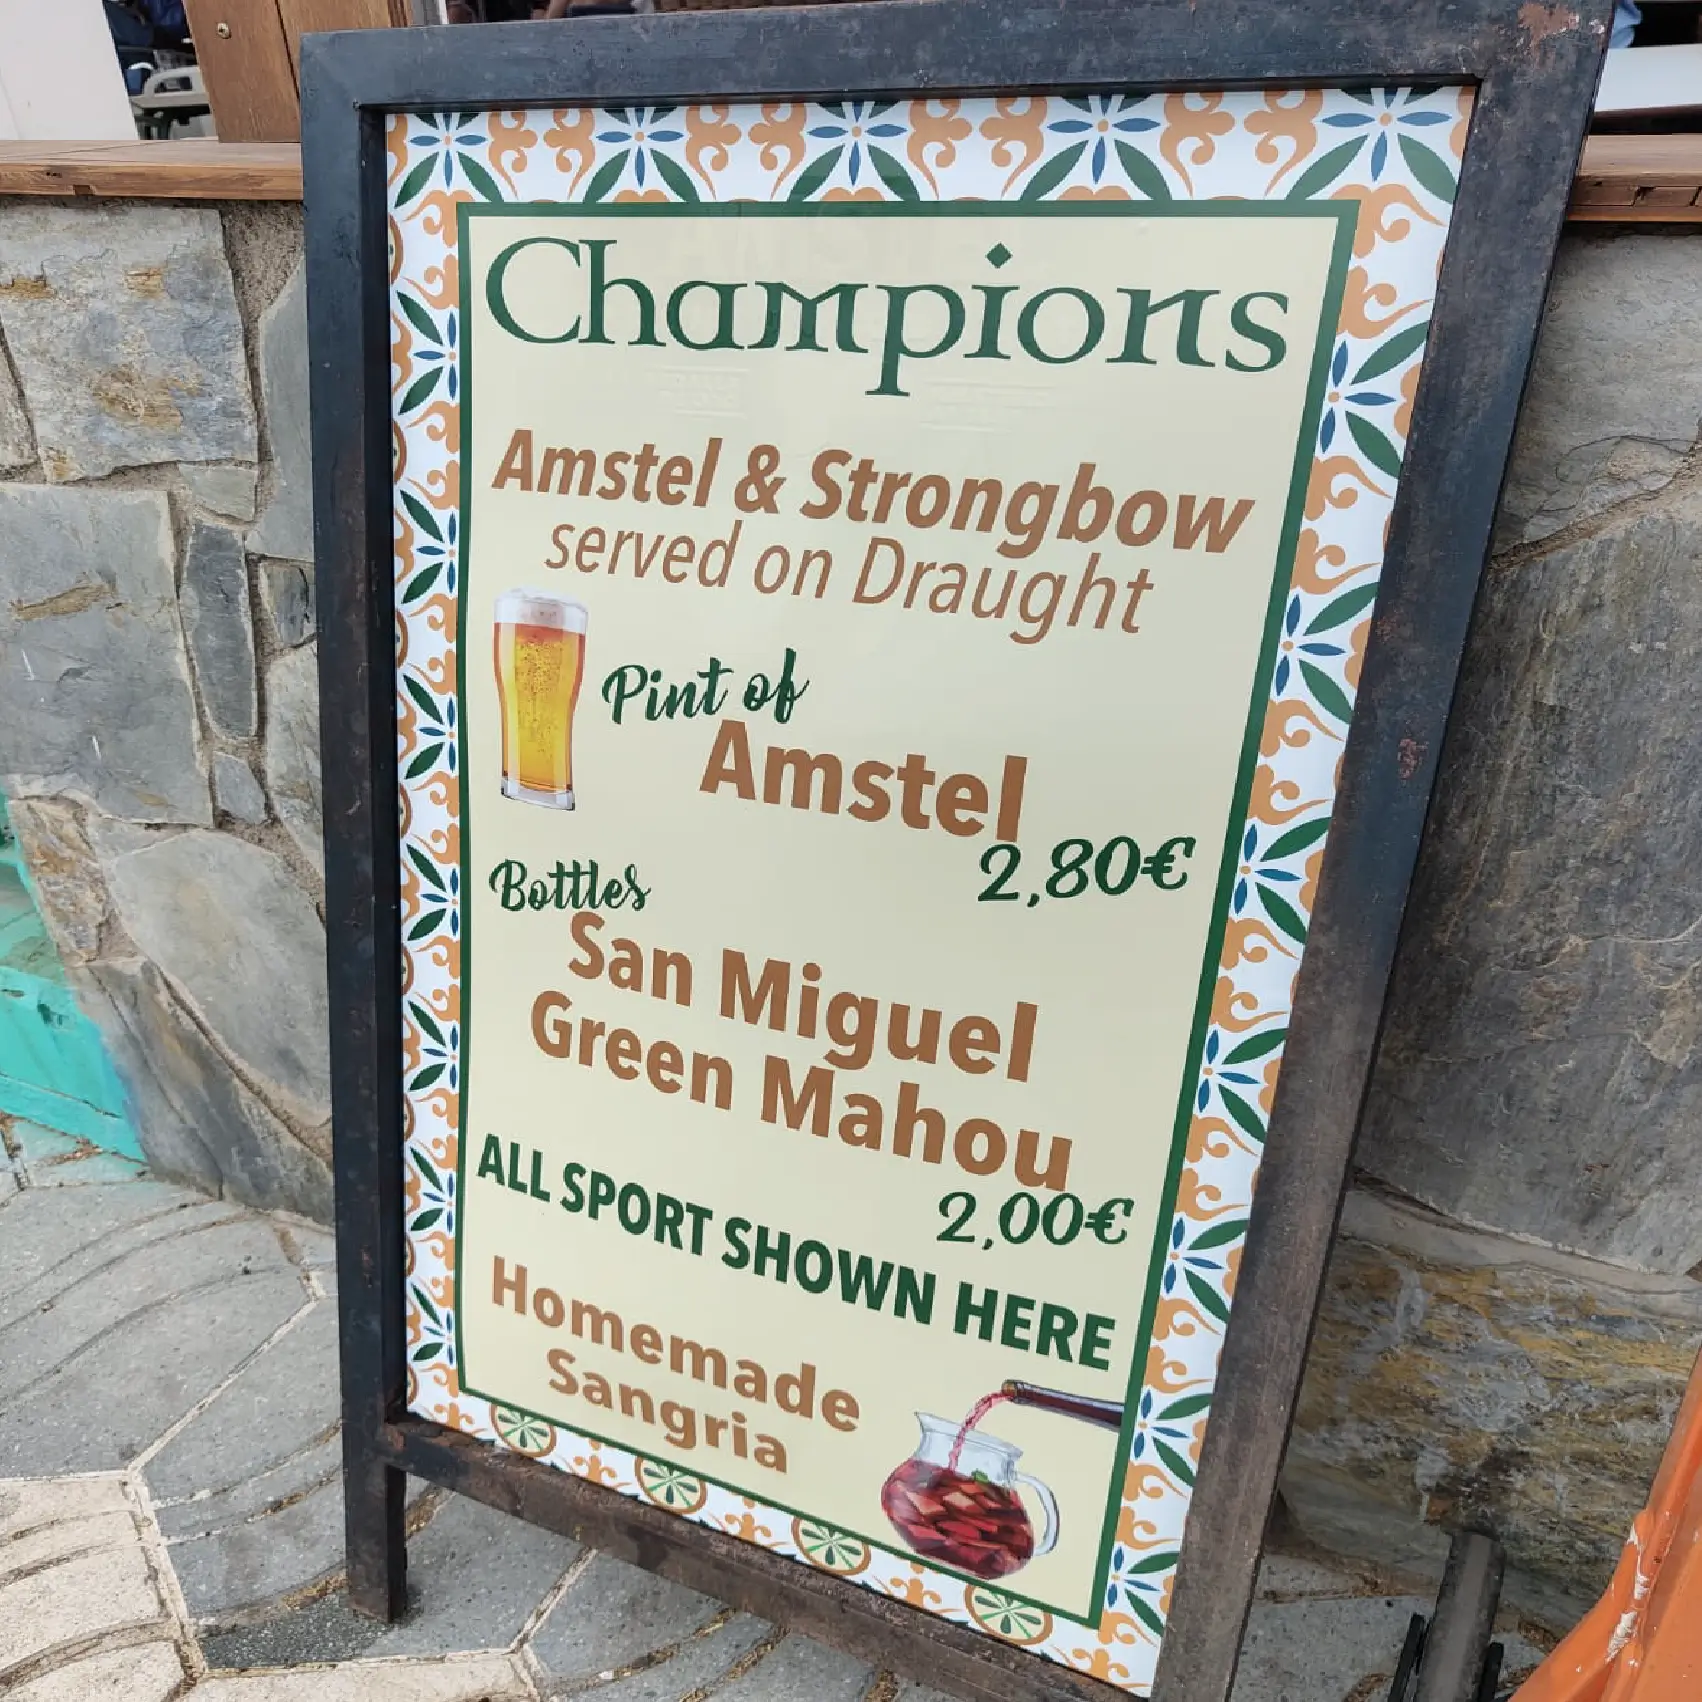 Champions
Amstel & Strongbow
served on Draught
Pint of
Amstel
2,80€
Bottles
San Miguel
Green Mahou
2,00€
ALL SPORT SHOWN HERE
Homemade
Sangria